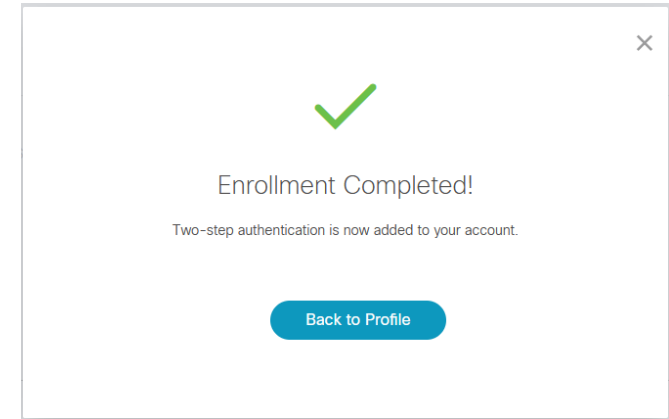 Enrollment Completed!
Two-step authentication is now added to your account.
Back to Profile